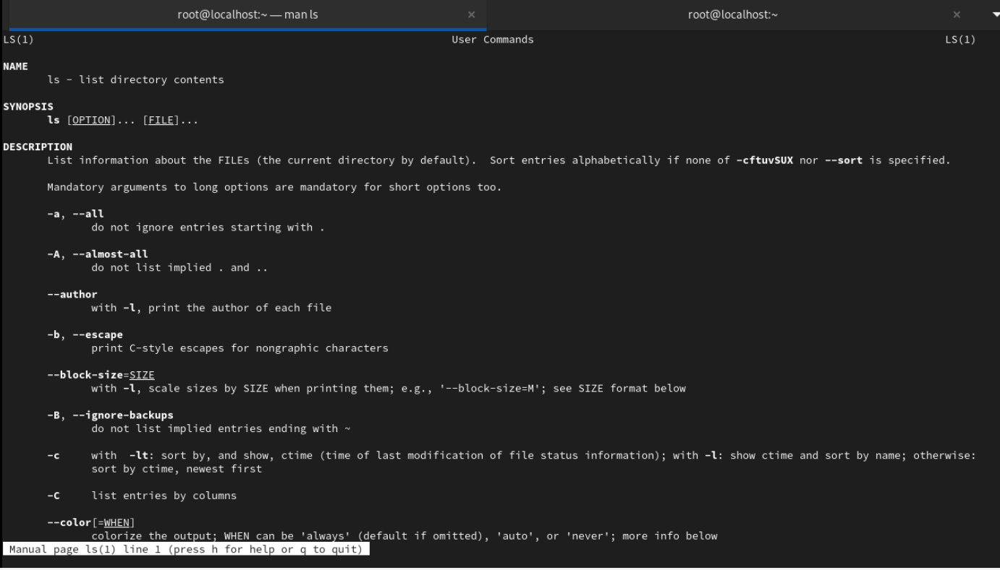 root@localhost:~ — man ls × root@localhost:~ ×
LS(1) User Commands LS(1)
NAME
ls - list directory contents
SYNOPSIS
ls [OPTION]... [FILE]...
DESCRIPTION
List information about the FILEs (the current directory by default). Sort entries alphabetically if none of -cftuvSUX nor --sort is specified.
Mandatory arguments to long options are mandatory for short options too.
-a, --all
do not ignore entries starting with .
-A, --almost-all
do not list implied . and ..
--author
with -l, print the author of each file
-b, --escape
print C-style escapes for nongraphic characters
--block-size=SIZE
with -l, scale sizes by SIZE when printing them; e.g., '--block-size=M'; see SIZE format below
-B, --ignore-backups
do not list implied entries ending with ~
-c with -lt: sort by, and show, ctime (time of last modification of file status information); with -l: show ctime and sort by name; otherwise:
sort by ctime, newest first
-C list entries by columns
--color[=WHEN]
colorize the output; WHEN can be 'always' (default if omitted), 'auto', or 'never'; more info below
Manual page ls(1) line 1 (press h for help or q to quit)